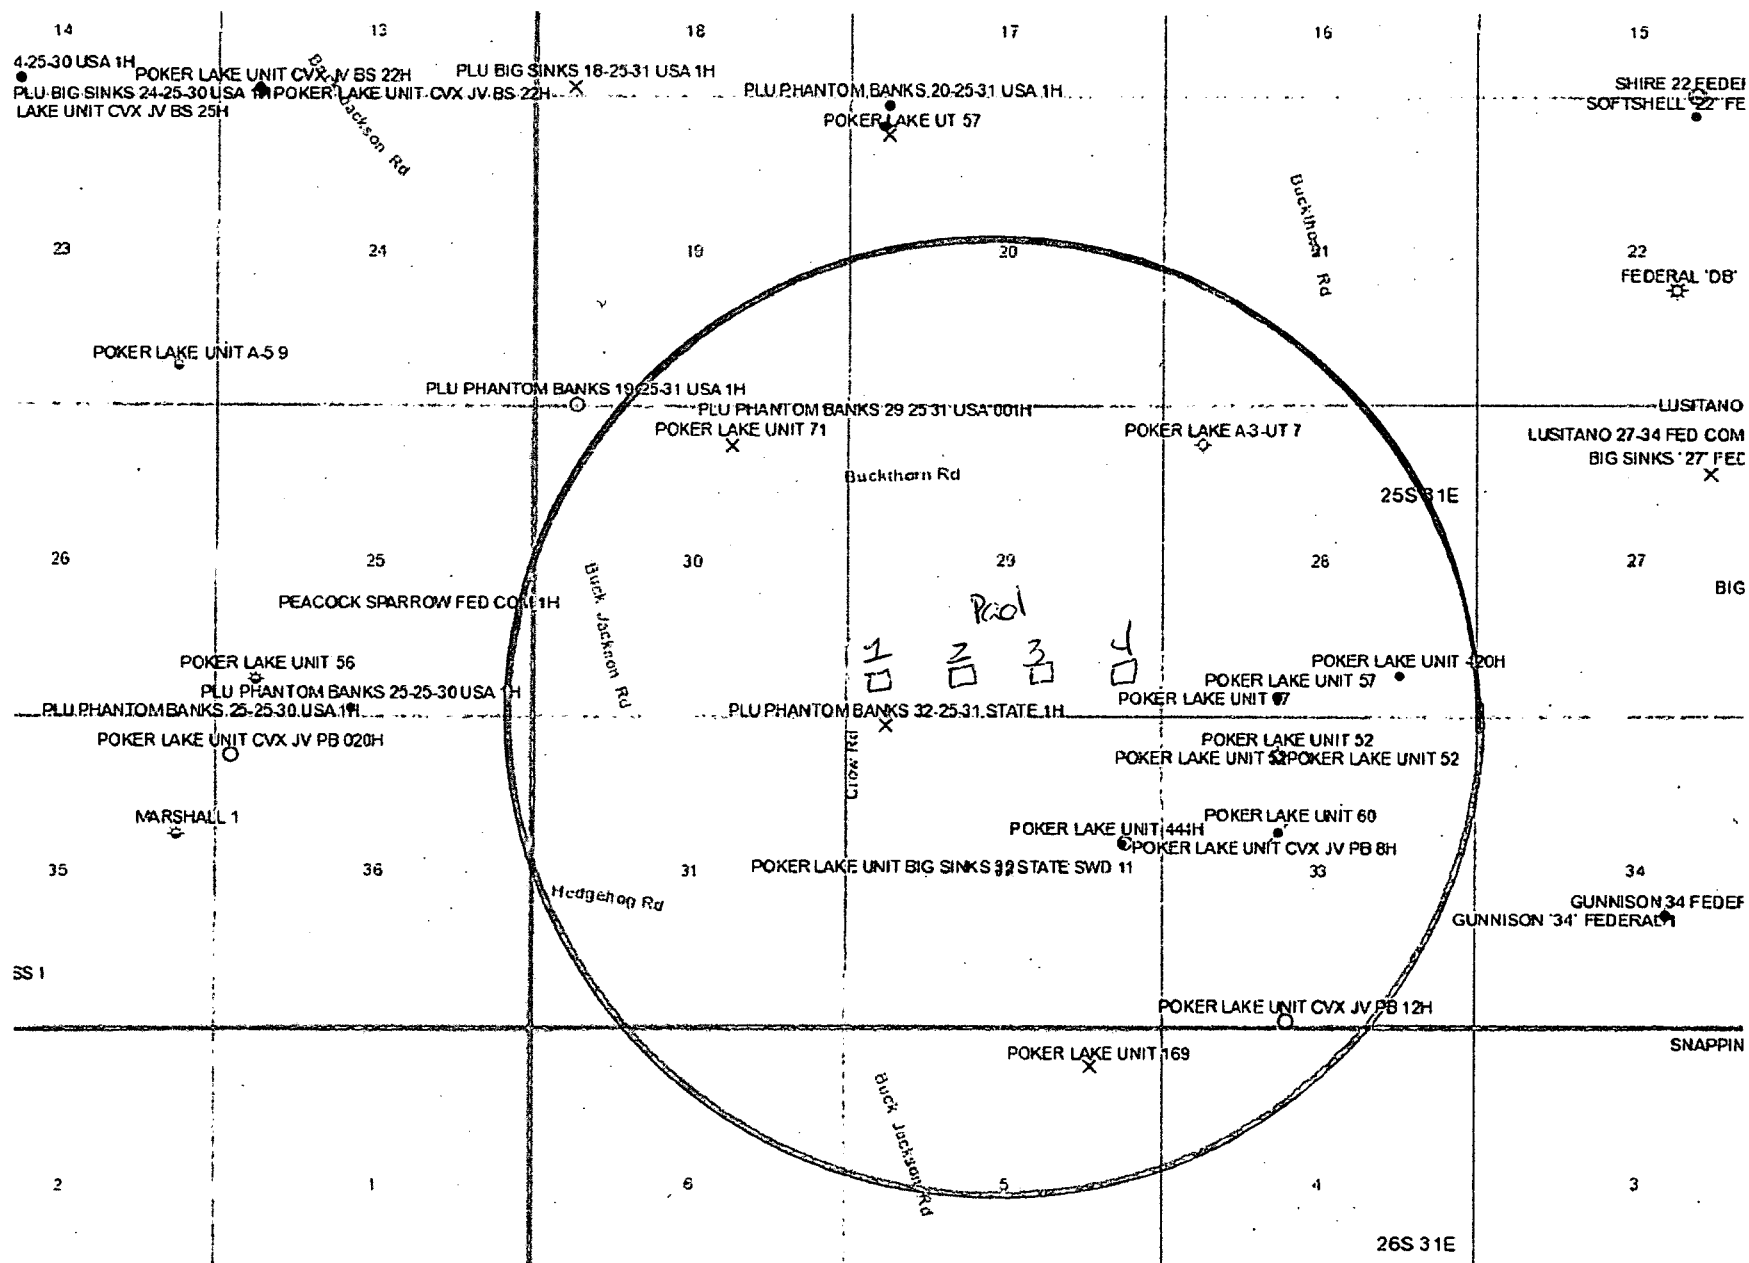 14 13 18 17 16 15
4-25-30 USA 1H
POKER LAKE UNIT CVX JV BS 22H
PLU BIG SINKS 18-25-31 USA 1H
PLU BIG SINKS 24-25-30 USA 1H
POKER LAKE UNIT CVX JV BS 22H
PLU PHANTOM BANKS 20-25-31 USA 1H
SHIRE 22 FEDER
LAKE UNIT CVX JV BS 25H
SOFTSHELL '22' FE
POKER LAKE UT 57
Buck Jackson Rd
Buckthorn Rd
23 24 19 20 21 22
FEDERAL 'DB'
POKER LAKE UNIT A-5 9
PLU PHANTOM BANKS 19-25-31 USA 1H
PLU PHANTOM BANKS 29 25 31 USA 001H
LUSITANO
POKER LAKE UNIT 71
POKER LAKE A-3-UT 7
LUSITANO 27-34 FED COM
BIG SINKS '27' FED
Buckthorn Rd
25S 31E
26 25 30 29 28 27
BIG
PEACOCK SPARROW FED COM 1H
Buck Jackson Rd
Pad
1 2 3 4
POKER LAKE UNIT 56
POKER LAKE UNIT 420H
POKER LAKE UNIT 57
PLU PHANTOM BANKS 25-25-30 USA 1H
POKER LAKE UNIT 67
PLU PHANTOM BANKS 25-25-30 USA 1H
PLU PHANTOM BANKS 32-25-31 STATE 1H
POKER LAKE UNIT CVX JV PB 020H
POKER LAKE UNIT 52
POKER LAKE UNIT 52
POKER LAKE UNIT 52
Crow Rd
MARSHALL 1
POKER LAKE UNIT 60
POKER LAKE UNIT 444H
POKER LAKE UNIT CVX JV PB 8H
POKER LAKE UNIT BIG SINKS 32 STATE SWD 11
35 36 31 32 33 34
Hedgehog Rd
GUNNISON 34 FEDER
GUNNISON '34' FEDERAL 1
SS 1
POKER LAKE UNIT CVX JV PB 12H
POKER LAKE UNIT 169
SNAPPIN
Buck Jackson Rd
2 1 6 5 4 3
26S 31E